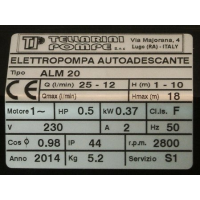 TP TELLARINI POMPE s.n.c. Via Majorana, 4
Lugo (RA) - ITALY
ELETTROPOMPA AUTOADESCANTE
Tipo ALM 20
Q (l/min) 25 - 12 H (m) 1 - 10
Qmax (l/min) Hmax (m) 18
Motore 1~ HP 0.5 kW 0.37 Cl.is. F
V 230 A 2 Hz 50
Cos φ 0.98 IP 44 rpm 2800
Anno 2014 Kg 5.2 Servizio S1